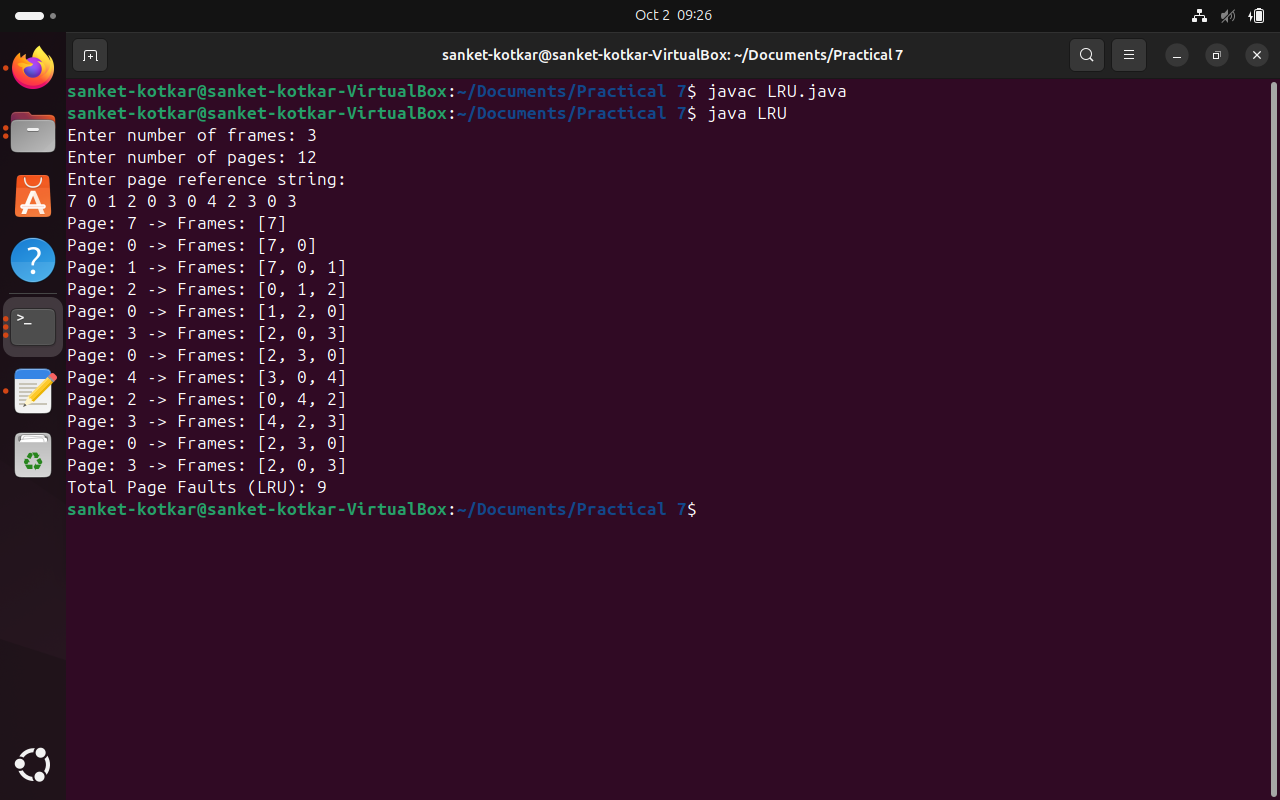 Oct 2 09:26
sanket-kotkar@sanket-kotkar-VirtualBox: ~/Documents/Practical 7
sanket-kotkar@sanket-kotkar-VirtualBox:~/Documents/Practical 7$ javac LRU.java
sanket-kotkar@sanket-kotkar-VirtualBox:~/Documents/Practical 7$ java LRU
Enter number of frames: 3
Enter number of pages: 12
Enter page reference string:
7 0 1 2 0 3 0 4 2 3 0 3
Page: 7 -> Frames: [7]
Page: 0 -> Frames: [7, 0]
Page: 1 -> Frames: [7, 0, 1]
Page: 2 -> Frames: [0, 1, 2]
Page: 0 -> Frames: [1, 2, 0]
Page: 3 -> Frames: [2, 0, 3]
Page: 0 -> Frames: [2, 3, 0]
Page: 4 -> Frames: [3, 0, 4]
Page: 2 -> Frames: [0, 4, 2]
Page: 3 -> Frames: [4, 2, 3]
Page: 0 -> Frames: [2, 3, 0]
Page: 3 -> Frames: [2, 0, 3]
Total Page Faults (LRU): 9
sanket-kotkar@sanket-kotkar-VirtualBox:~/Documents/Practical 7$